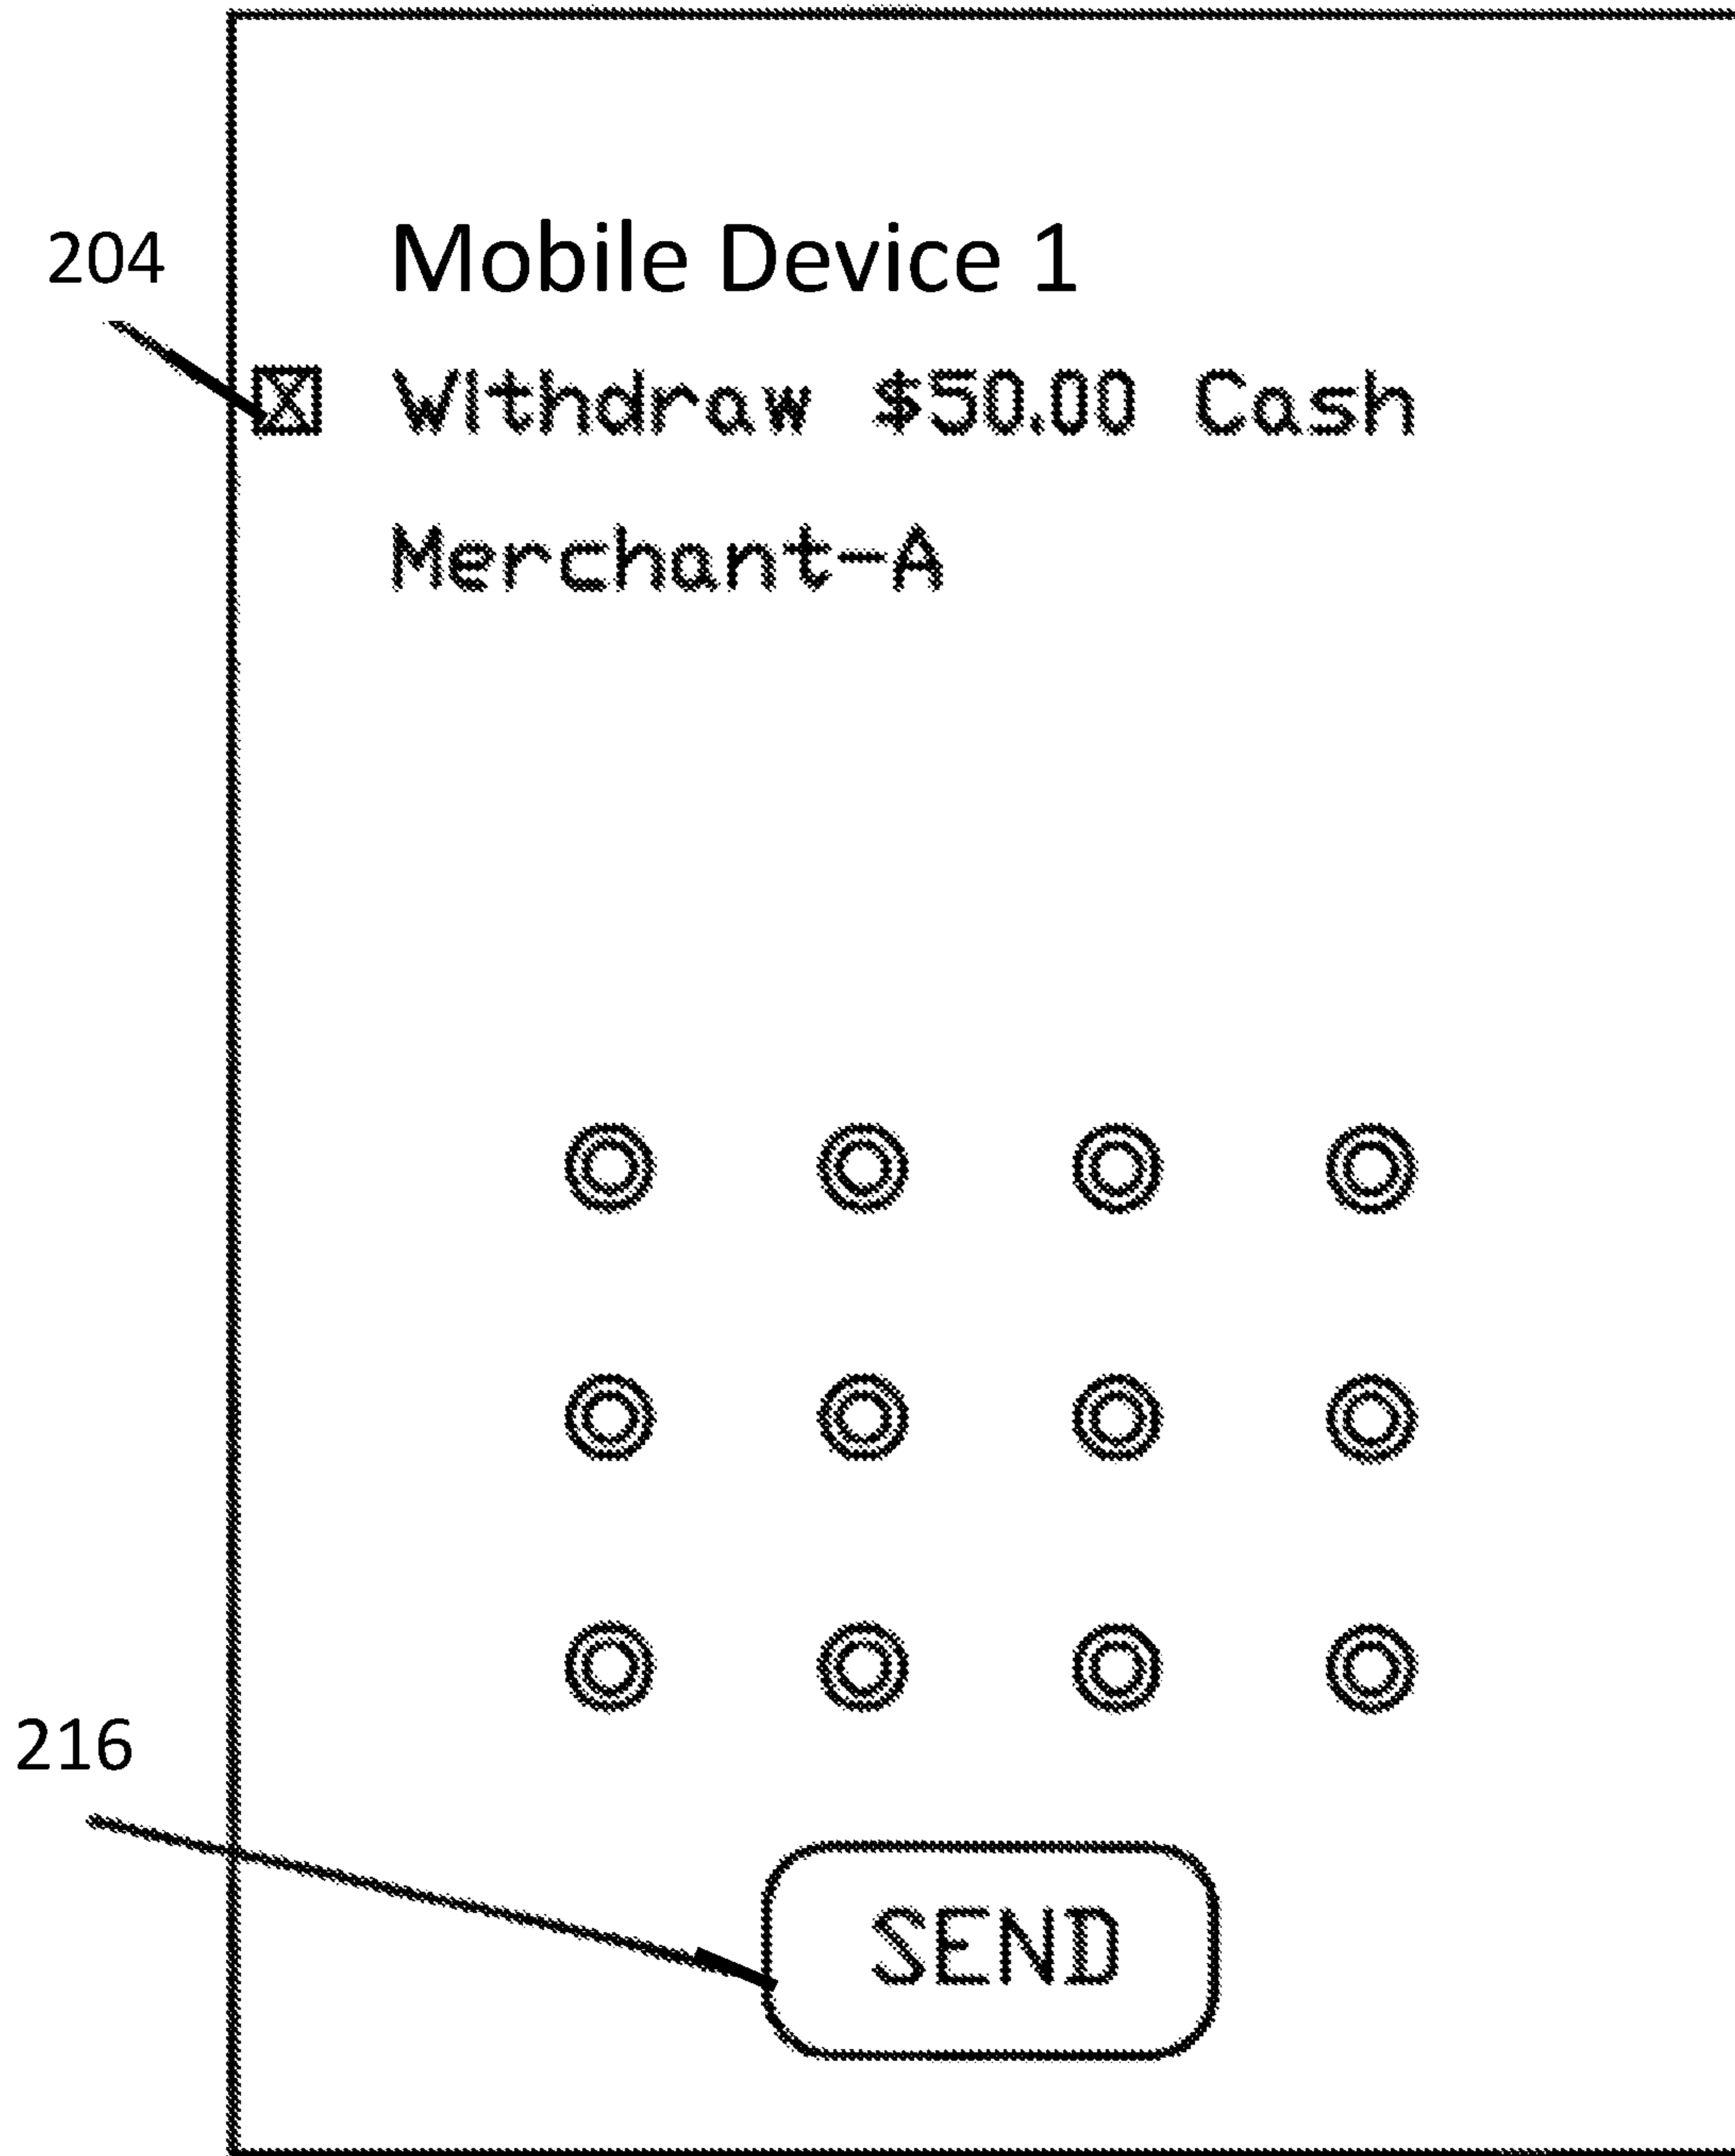 Mobile Device 1
204
Withdraw $50.00 Cash
Merchant-A
216
SEND